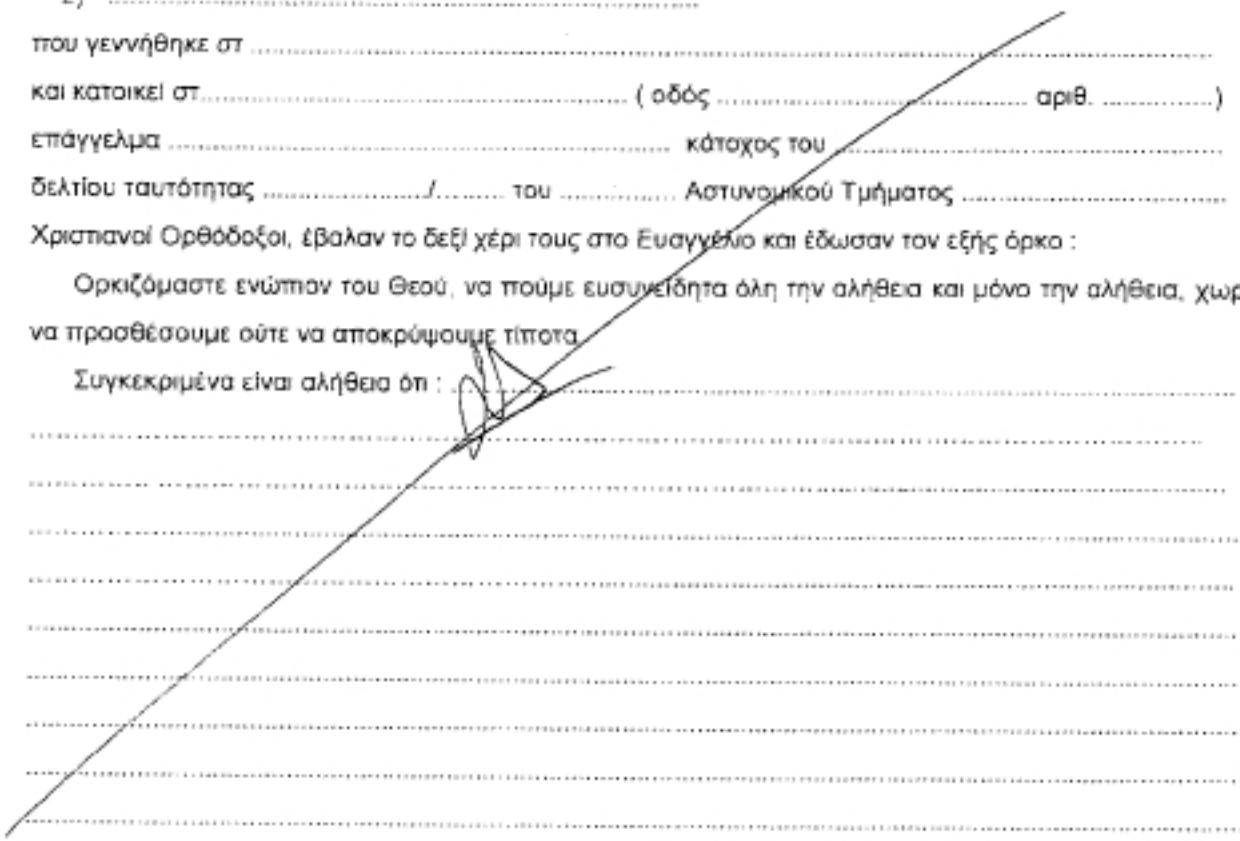 2) ............................................................
που γεννήθηκε στ ............................................................
και κατοικεί στ............................................................ ( οδός ........................................ αριθ. ..............)
επάγγελμα ............................................................ κάτοχος του ............................................................
δελτίου ταυτότητας ...................../......... του .............. Αστυνομικού Τμήματος ..................................
Χριστιανοί Ορθόδοξοι, έβαλαν το δεξί χέρι τους στο Ευαγγέλιο και έδωσαν τον εξής όρκο :
Ορκιζόμαστε ενώπιον του Θεού, να πούμε ευσυνείδητα όλη την αλήθεια και μόνο την αλήθεια, χωρ
να προσθέσουμε ούτε να αποκρύψουμε τίποτα
Συγκεκριμένα είναι αλήθεια ότι : ............................................................